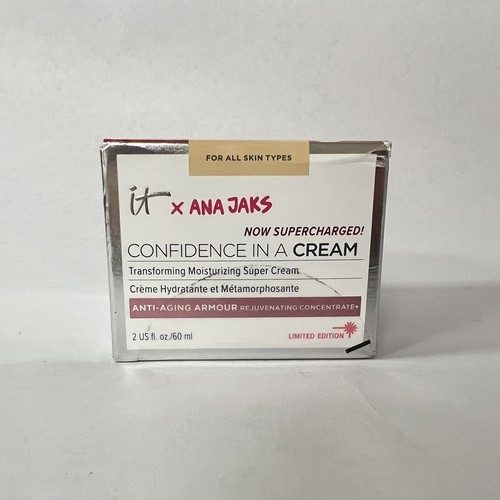 FOR ALL SKIN TYPES
it x ANA JAKS
NOW SUPERCHARGED!
CONFIDENCE IN A CREAM
Transforming Moisturizing Super Cream
Crème Hydratante et Métamorphosante
ANTI-AGING ARMOUR REJUVENATING CONCENTRATE•
2 US fl. oz./60 ml
LIMITED EDITION